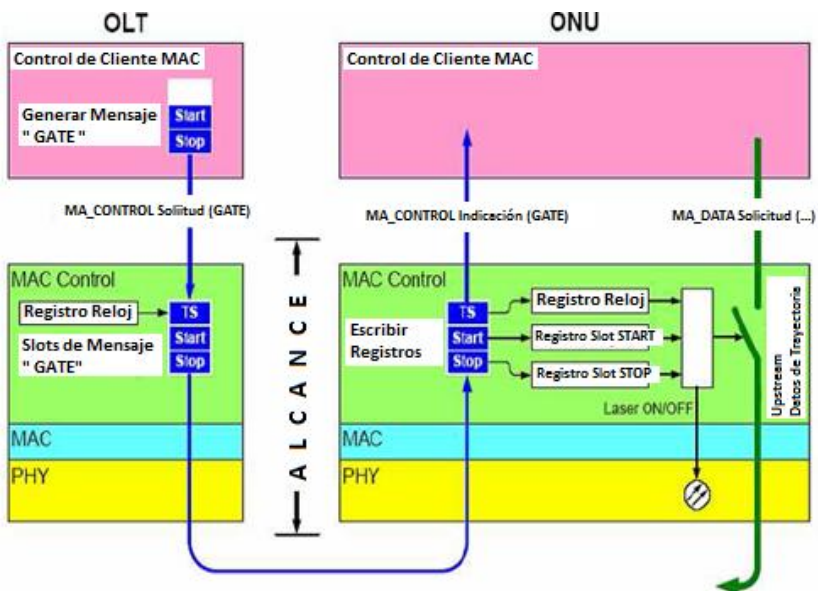 OLT
ONU
Control de Cliente MAC
Generar Mensaje
" GATE "
Start
Stop
Control de Cliente MAC
MA_CONTROL Soliitud (GATE)
MA_CONTROL Indicación (GATE)
MA_DATA Solicitud (...)
ALCANCE
MAC Control
Registro Reloj
TS
Slots de Mensaje
" GATE"
Start
Stop
MAC
PHY
MAC Control
Escribir
Registros
TS
Start
Stop
Registro Reloj
Registro Slot START
Registro Slot STOP
Laser ON/OFF
Upstream
Datos de Trayectoria
MAC
PHY